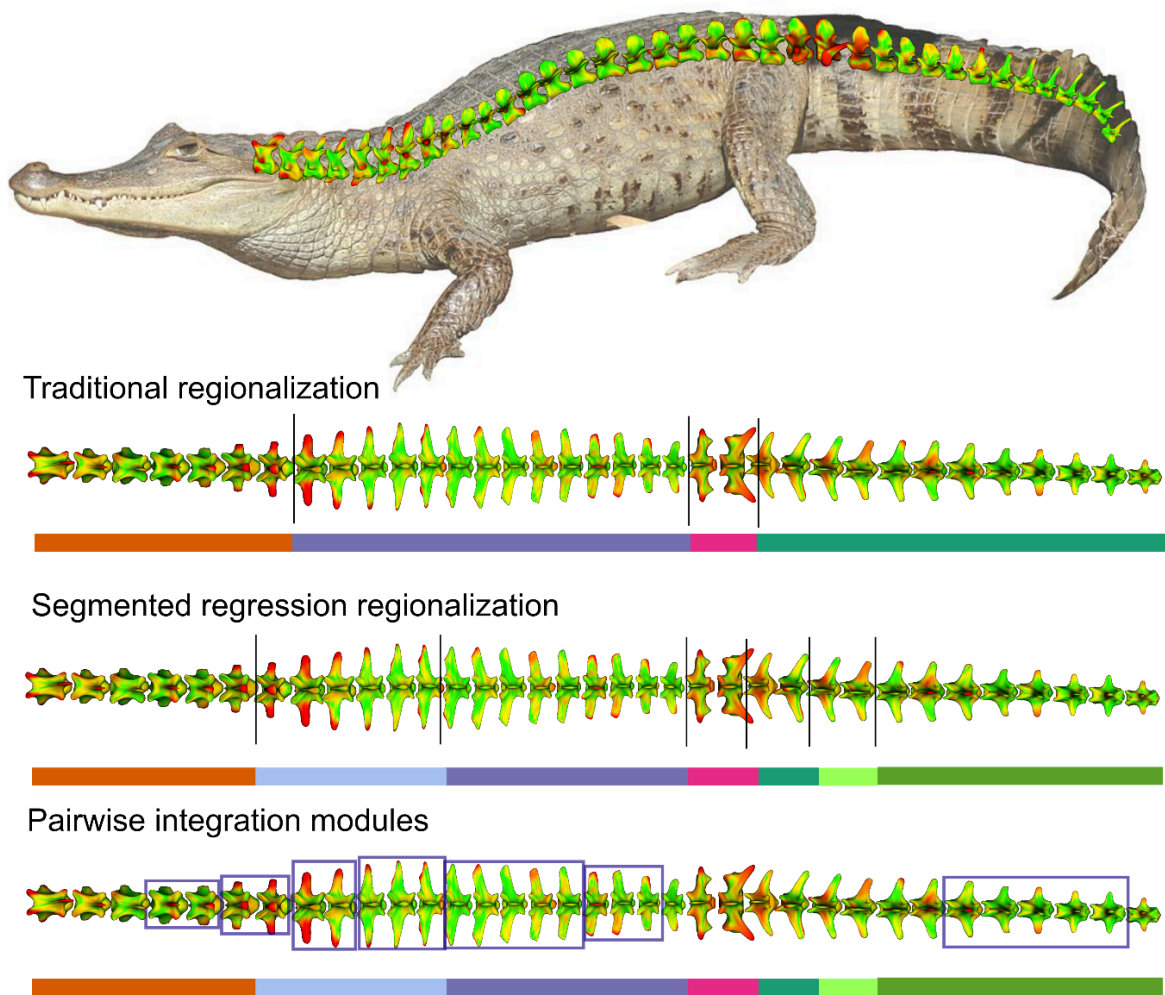 Traditional regionalization
Segmented regression regionalization
Pairwise integration modules